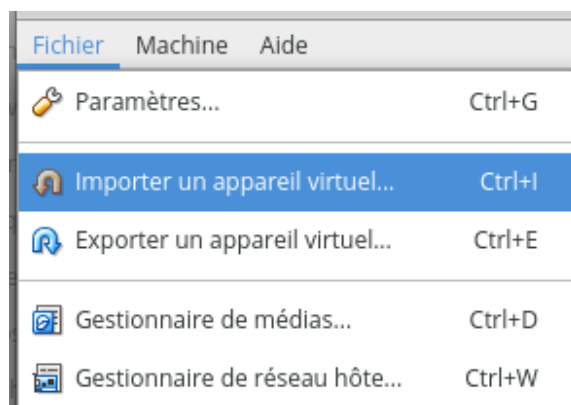 Fichier Machine Aide
Paramètres... Ctrl+G
Importer un appareil virtuel... Ctrl+I
Exporter un appareil virtuel... Ctrl+E
Gestionnaire de médias... Ctrl+D
Gestionnaire de réseau hôte... Ctrl+W